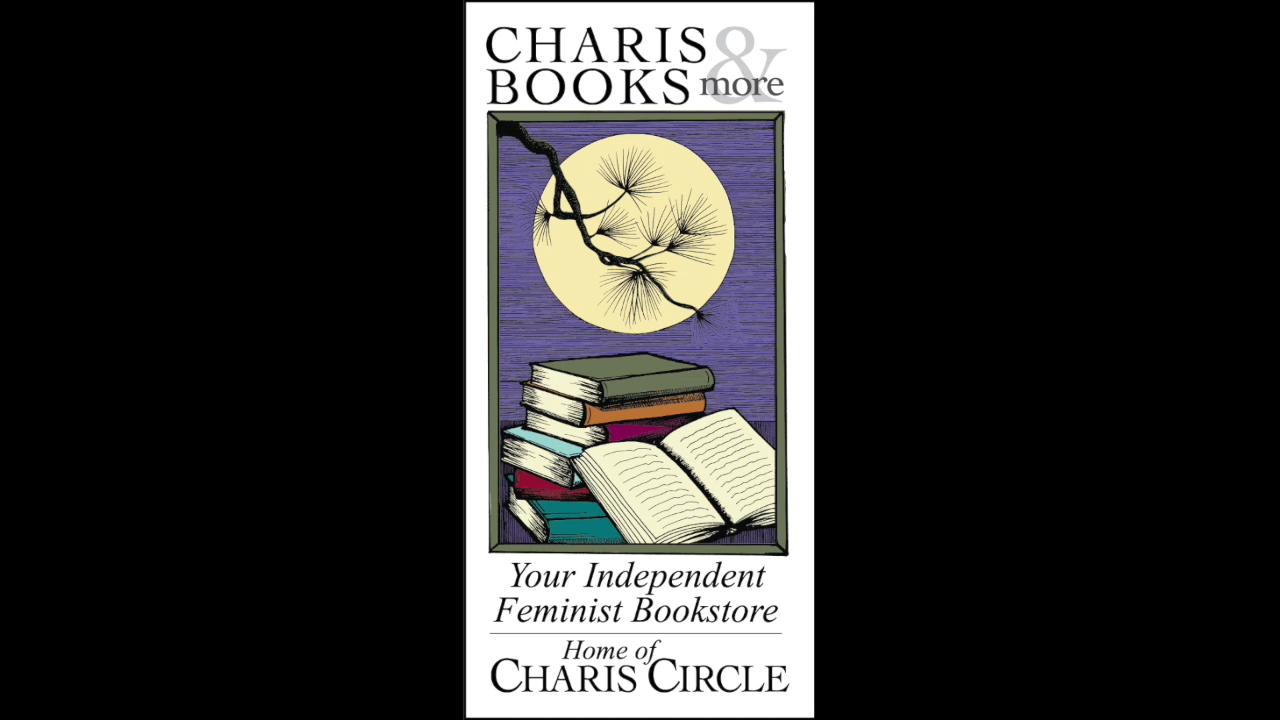 CHARIS &
BOOKS more
Your Independent
Feminist Bookstore
Home of
CHARIS CIRCLE